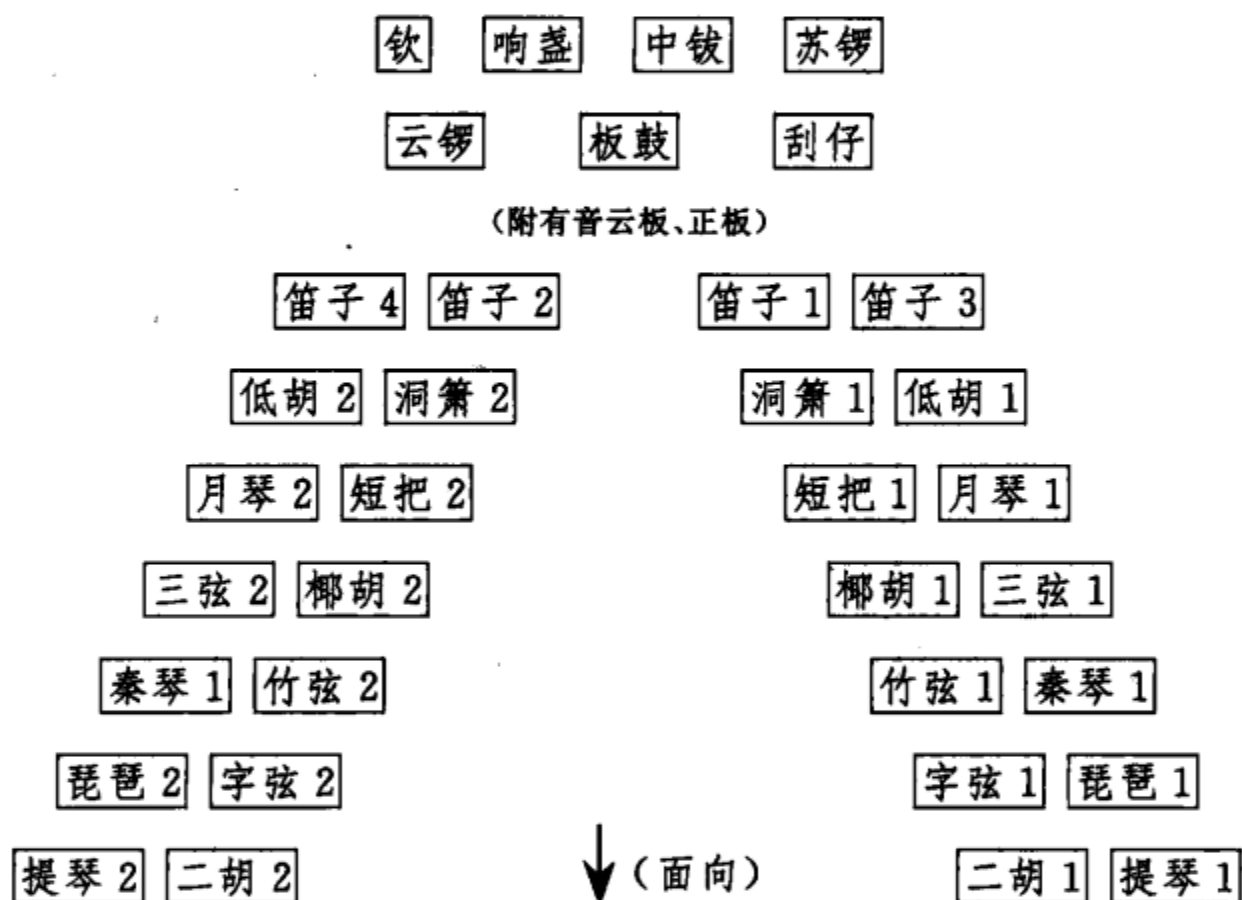 钦 响盏 中钹 苏锣
云锣 板鼓 刮仔
（附有音云板、正板）
笛子4 笛子2 笛子1 笛子3
低胡2 洞箫2 洞箫1 低胡1
月琴2 短把2 短把1 月琴1
三弦2 椰胡2 椰胡1 三弦1
秦琴1 竹弦2 竹弦1 秦琴1
琵琶2 字弦2 字弦1 琵琶1
提琴2 二胡2 （面向） 二胡1 提琴1